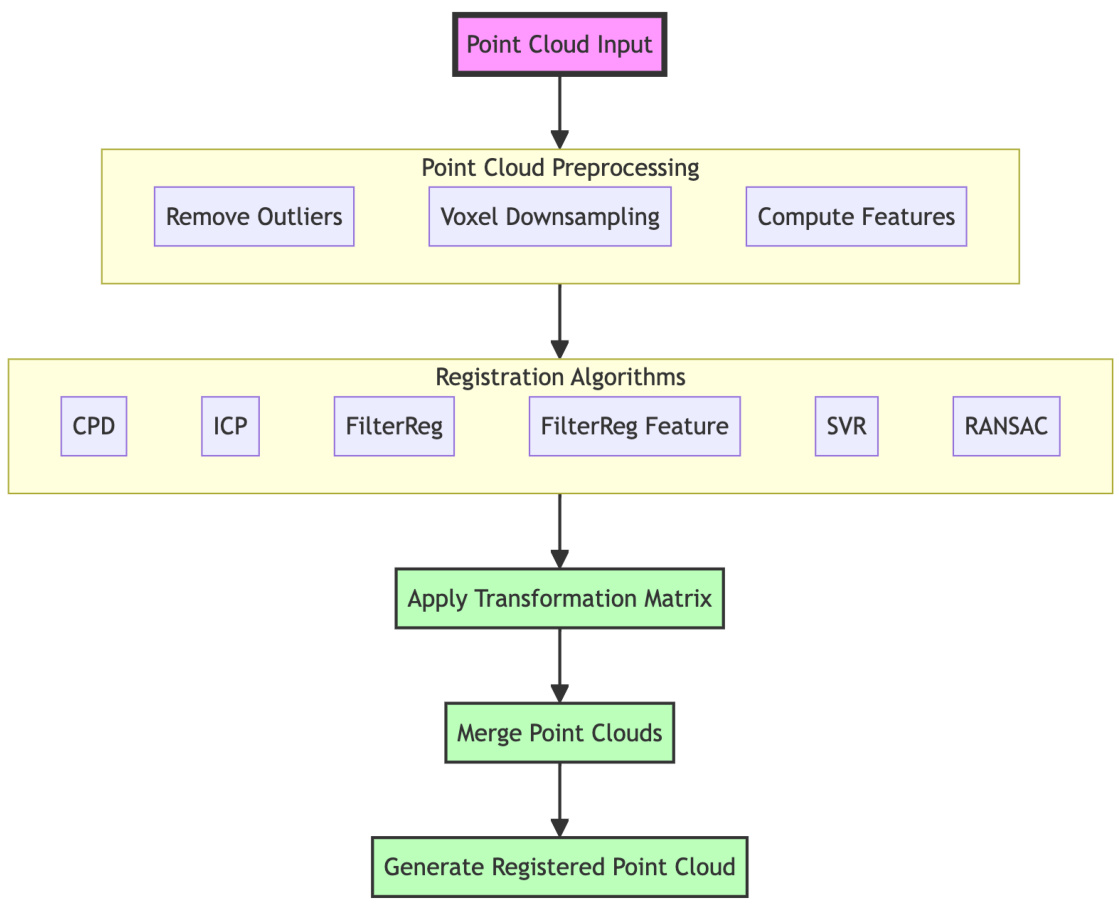 Point Cloud Input
Point Cloud Preprocessing
Remove Outliers
Voxel Downsampling
Compute Features
Registration Algorithms
CPD
ICP
FilterReg
FilterReg Feature
SVR
RANSAC
Apply Transformation Matrix
Merge Point Clouds
Generate Registered Point Cloud